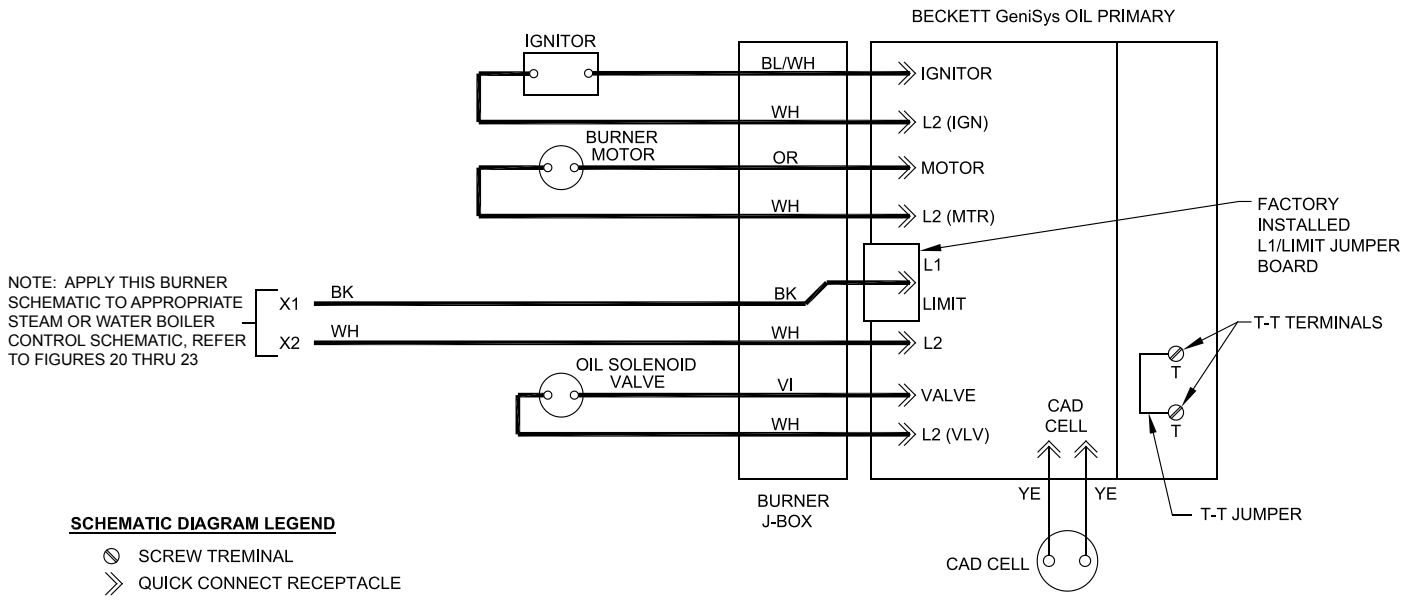 BECKETT GeniSys OIL PRIMARY
IGNITOR
BL/WH
IGNITOR
WH
L2 (IGN)
BURNER
MOTOR
OR
MOTOR
WH
L2 (MTR)
FACTORY
INSTALLED
L1/LIMIT JUMPER
BOARD
L1
LIMIT
NOTE: APPLY THIS BURNER
SCHEMATIC TO APPROPRIATE
STEAM OR WATER BOILER
CONTROL SCHEMATIC, REFER
TO FIGURES 20 THRU 23
X1
BK
BK
X2
WH
WH
L2
T-T TERMINALS
T
T
OIL SOLENOID
VALVE
VI
VALVE
WH
L2 (VLV)
CAD
CELL
YE
YE
BURNER
J-BOX
T-T JUMPER
CAD CELL
SCHEMATIC DIAGRAM LEGEND
SCREW TREMINAL
QUICK CONNECT RECEPTACLE